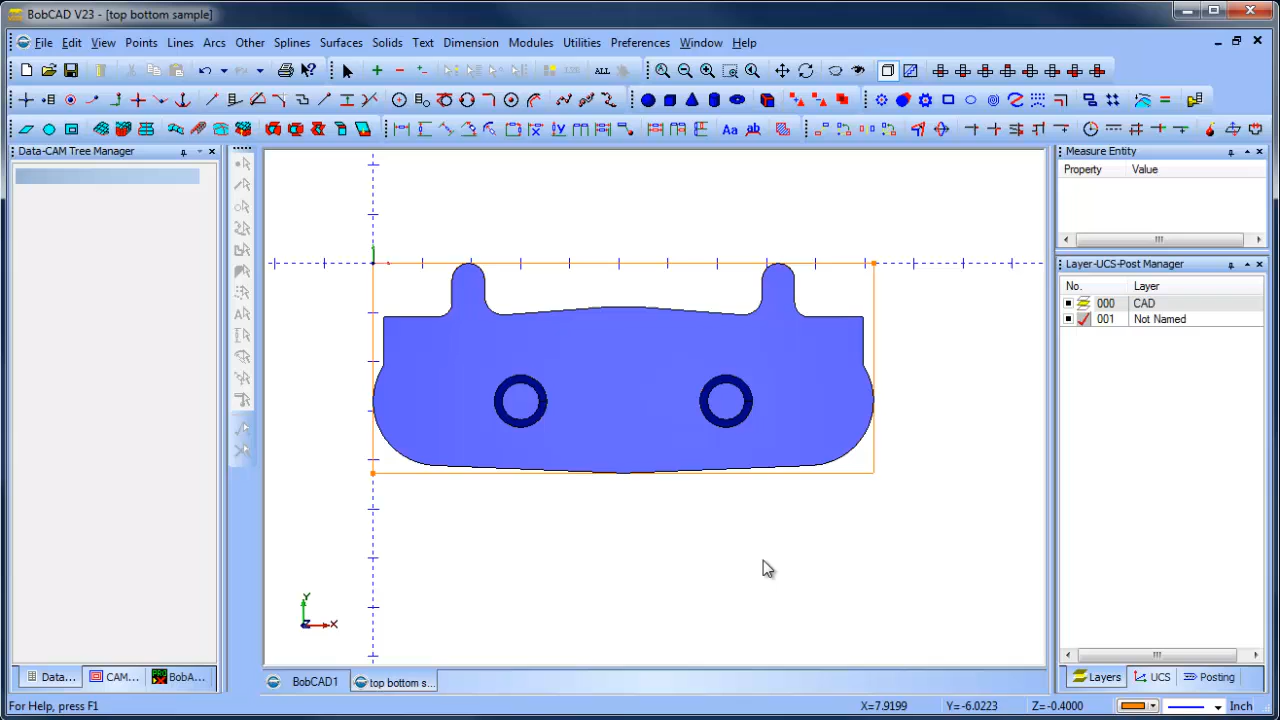 BobCAD V23 - [top bottom sample]
File Edit View Points Lines Arcs Other Splines Surfaces Solids Text Dimension Modules Utilities Preferences Window Help
ALL
Aa ab
Data-CAM Tree Manager
Measure Entity
Property Value
Layer-UCS-Post Manager
No. Layer
000 CAD
001 Not Named
Y
Z X
Data... CAM... BobA...
BobCAD1 top bottom s...
Layers UCS Posting
For Help, press F1 X=7.9199 Y=-6.0223 Z=-0.4000 Inch